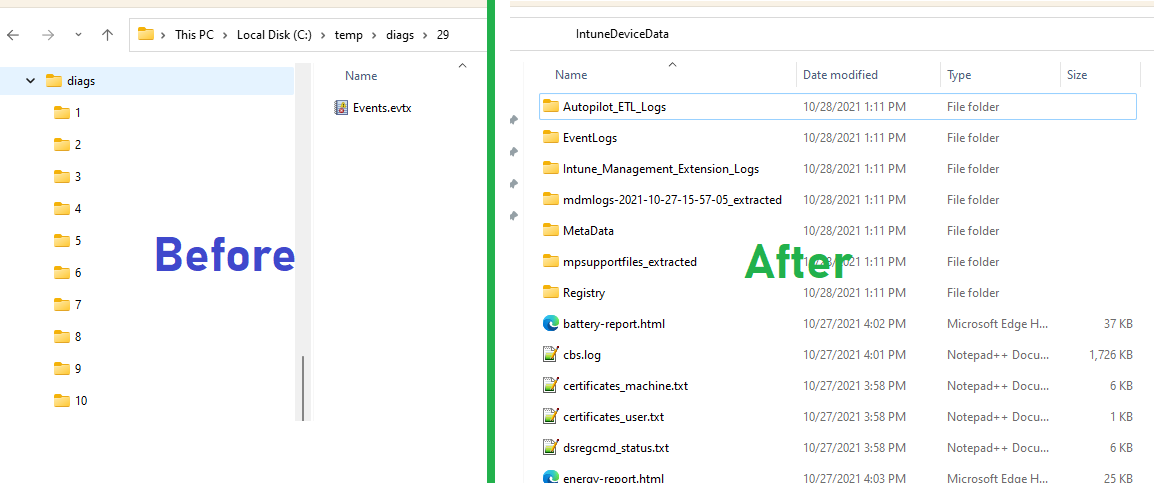 This PC > Local Disk (C:) > temp > diags > 29
diags
1
2
3
4
5
6
7
8
9
10
Name
Events.evtx
Before
IntuneDeviceData
Name Date modified Type Size
Autopilot_ETL_Logs 10/28/2021 1:11 PM File folder
EventLogs 10/28/2021 1:11 PM File folder
Intune_Management_Extension_Logs 10/28/2021 1:11 PM File folder
mdmlogs-2021-10-27-15-57-05_extracted 10/28/2021 1:11 PM File folder
MetaData 10/28/2021 1:11 PM File folder
mpsupportfiles_extracted 10/28/2021 1:11 PM File folder
After
Registry 10/28/2021 1:11 PM File folder
battery-report.html 10/27/2021 4:02 PM Microsoft Edge H... 37 KB
cbs.log 10/27/2021 4:01 PM Notepad++ Docu... 1,726 KB
certificates_machine.txt 10/27/2021 3:58 PM Notepad++ Docu... 6 KB
certificates_user.txt 10/27/2021 3:58 PM Notepad++ Docu... 1 KB
dsregcmd_status.txt 10/27/2021 3:58 PM Notepad++ Docu... 6 KB
energy-report.html 10/27/2021 4:03 PM Microsoft Edge H... 25 KB